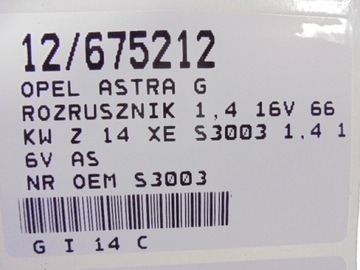 12/675212
OPEL ASTRA G
ROZRUSZNIK 1,4 16V 66
KW Z 14 XE S3003 1,4 1
6V AS
NR OEM S3003
G I 14 C